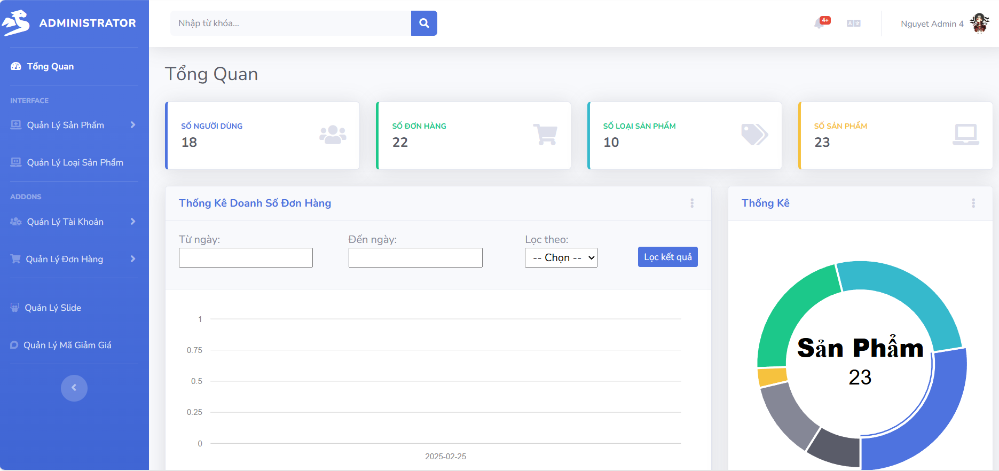 ADMINISTRATOR
Tổng Quan
INTERFACE
Quản Lý Sản Phẩm
Quản Lý Loại Sản Phẩm
ADDONS
Quản Lý Tài Khoản
Quản Lý Đơn Hàng
Quản Lý Slide
Quản Lý Mã Giảm Giá
Nhập từ khóa...
4+
Nguyet Admin 4
Tổng Quan
SỐ NGƯỜI DÙNG
18
SỐ ĐƠN HÀNG
22
SỐ LOẠI SẢN PHẨM
10
SỐ SẢN PHẨM
23
Thống Kê Doanh Số Đơn Hàng
Từ ngày:
Đến ngày:
Lọc theo:
-- Chọn --
Lọc kết quả
1
0.75
0.5
0.25
0
2025-02-25
Thống Kê
Sản Phẩm
23